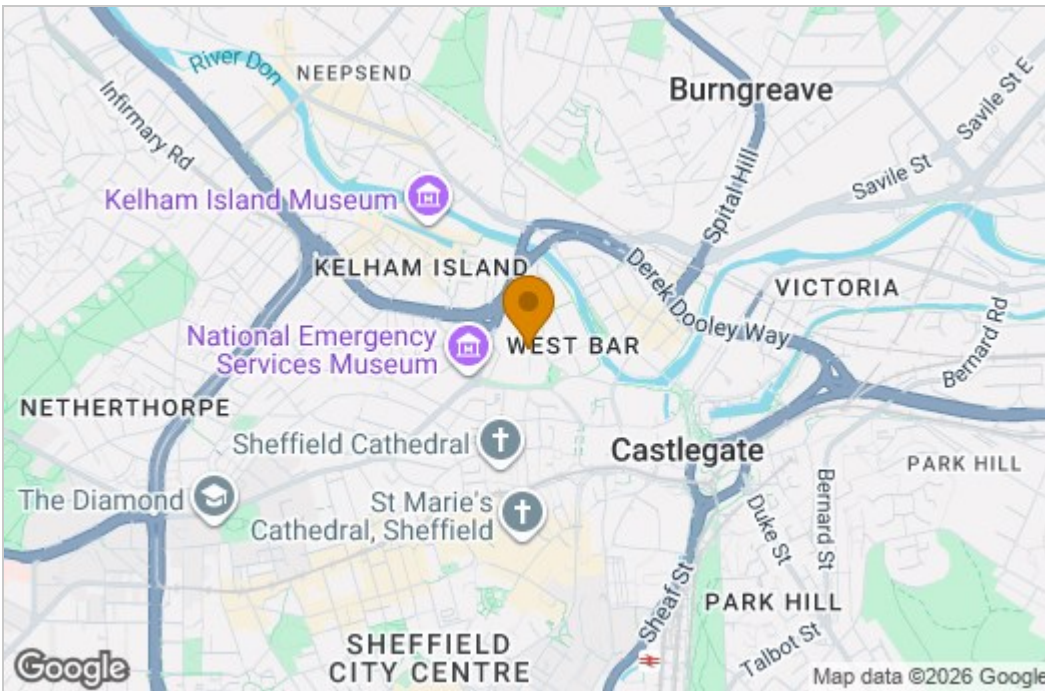 River Don
NEEPSEND
Burngreave
Savile St E
Infirmary Rd
Savile St
Spital Hill
Kelham Island Museum
KELHAM ISLAND
Derek Dooley Way
VICTORIA
National Emergency
Services Museum
WEST BAR
Bernard Rd
NETHERTHORPE
Sheffield Cathedral
Castlegate
PARK HILL
The Diamond
St Marie's
Cathedral, Sheffield
Duke St
Bernard St
Sheaf St
PARK HILL
Talbot St
SHEFFIELD
CITY CENTRE
Google
Map data ©2026 Google